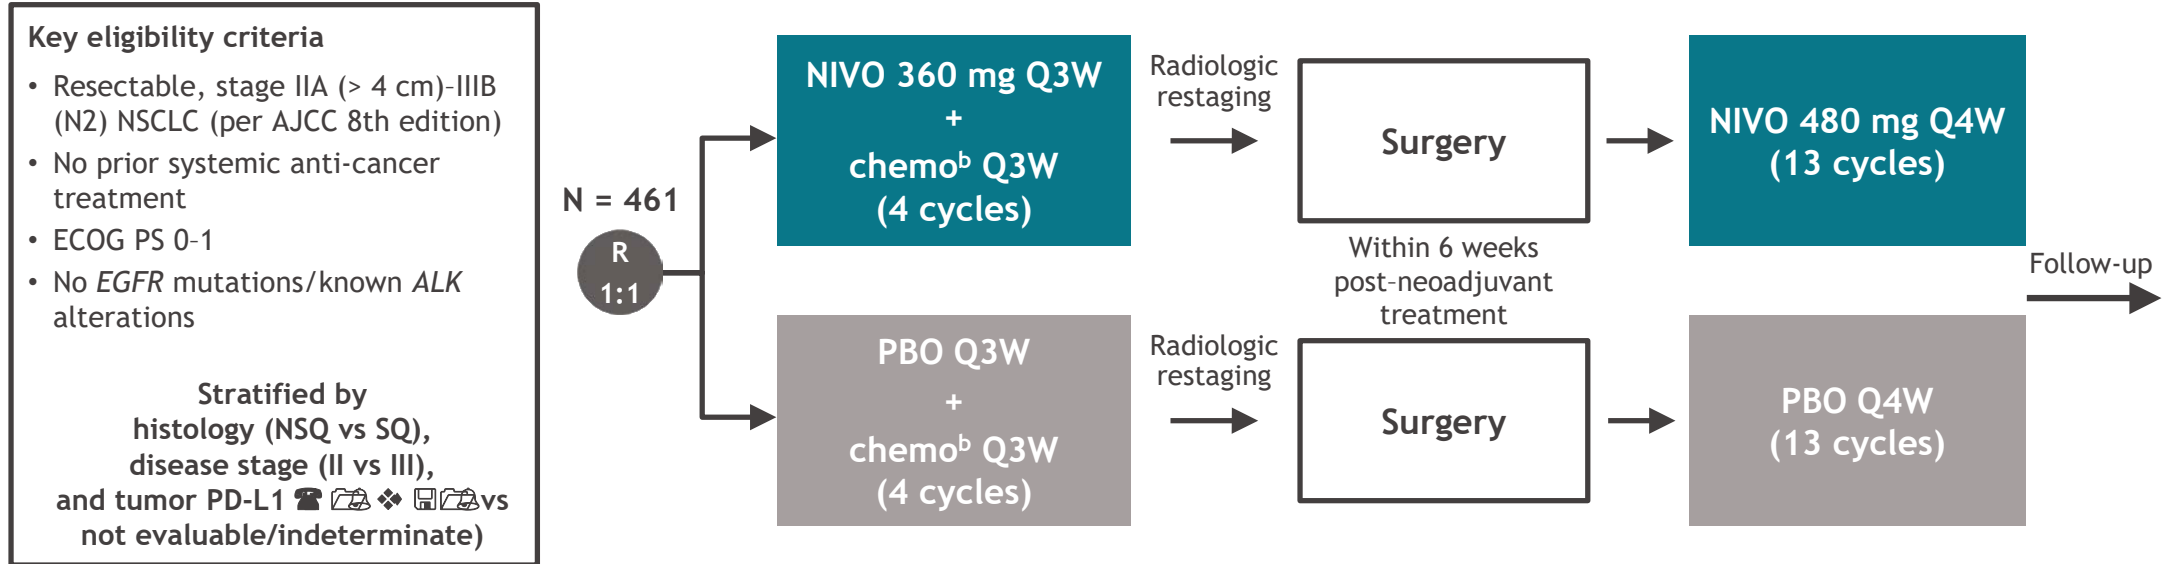 Key eligibility criteria
• Resectable, stage IIA (> 4 cm)–IIIB
(N2) NSCLC (per AJCC 8th edition)
• No prior systemic anti-cancer
treatment
• ECOG PS 0–1
• No EGFR mutations/known ALK
alterations
Stratified by
histology (NSQ vs SQ),
disease stage (II vs III),
and tumor PD-L1 vs
not evaluable/indeterminate)
N = 461
R
1:1
NIVO 360 mg Q3W
+
chemoᵇ Q3W
(4 cycles)
Radiologic
restaging
Surgery
NIVO 480 mg Q4W
(13 cycles)
Within 6 weeks
post–neoadjuvant
treatment
PBO Q3W
+
chemoᵇ Q3W
(4 cycles)
Radiologic
restaging
Surgery
PBO Q4W
(13 cycles)
Follow-up